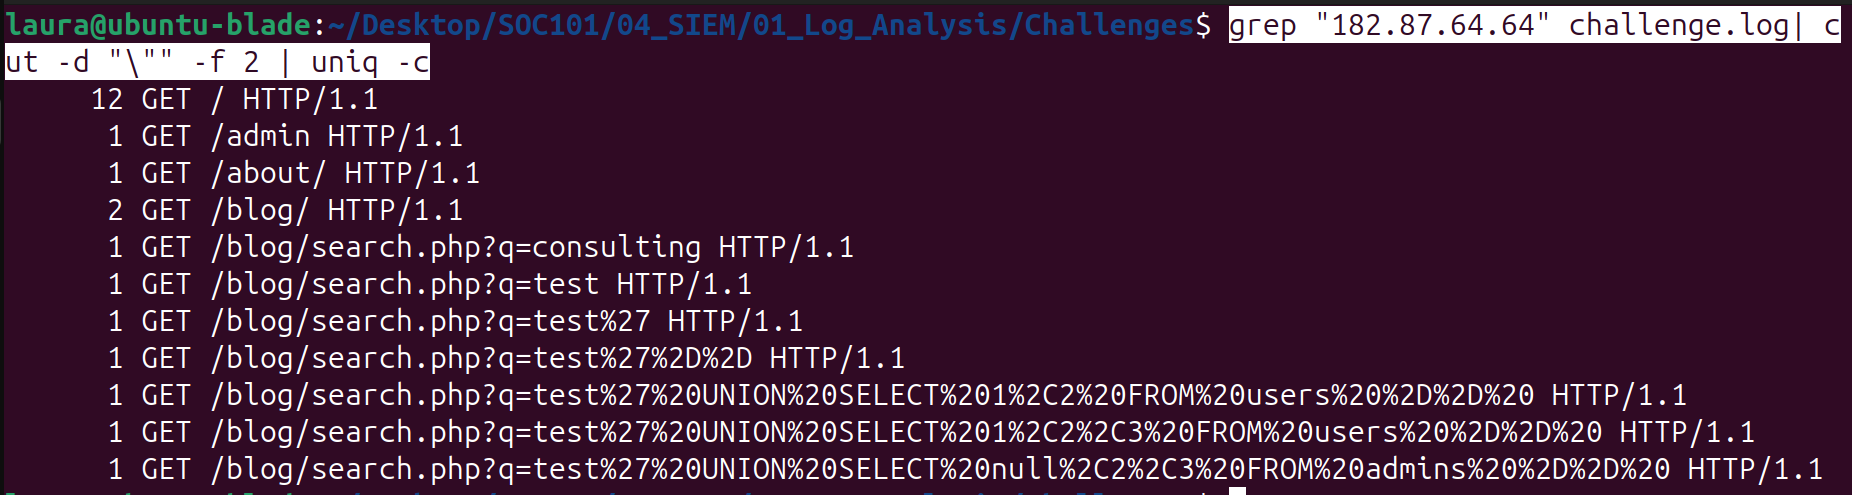 laura@ubuntu-blade:~/Desktop/SOC101/04_SIEM/01_Log_Analysis/Challenges$ grep "182.87.64.64" challenge.log| c
ut -d "\"" -f 2 | uniq -c
12 GET / HTTP/1.1
1 GET /admin HTTP/1.1
1 GET /about/ HTTP/1.1
2 GET /blog/ HTTP/1.1
1 GET /blog/search.php?q=consulting HTTP/1.1
1 GET /blog/search.php?q=test HTTP/1.1
1 GET /blog/search.php?q=test%27 HTTP/1.1
1 GET /blog/search.php?q=test%27%2D%2D HTTP/1.1
1 GET /blog/search.php?q=test%27%20UNION%20SELECT%201%2C2%20FROM%20users%20%2D%2D%20 HTTP/1.1
1 GET /blog/search.php?q=test%27%20UNION%20SELECT%201%2C2%2C3%20FROM%20users%20%2D%2D%20 HTTP/1.1
1 GET /blog/search.php?q=test%27%20UNION%20SELECT%20null%2C2%2C3%20FROM%20admins%20%2D%2D%20 HTTP/1.1